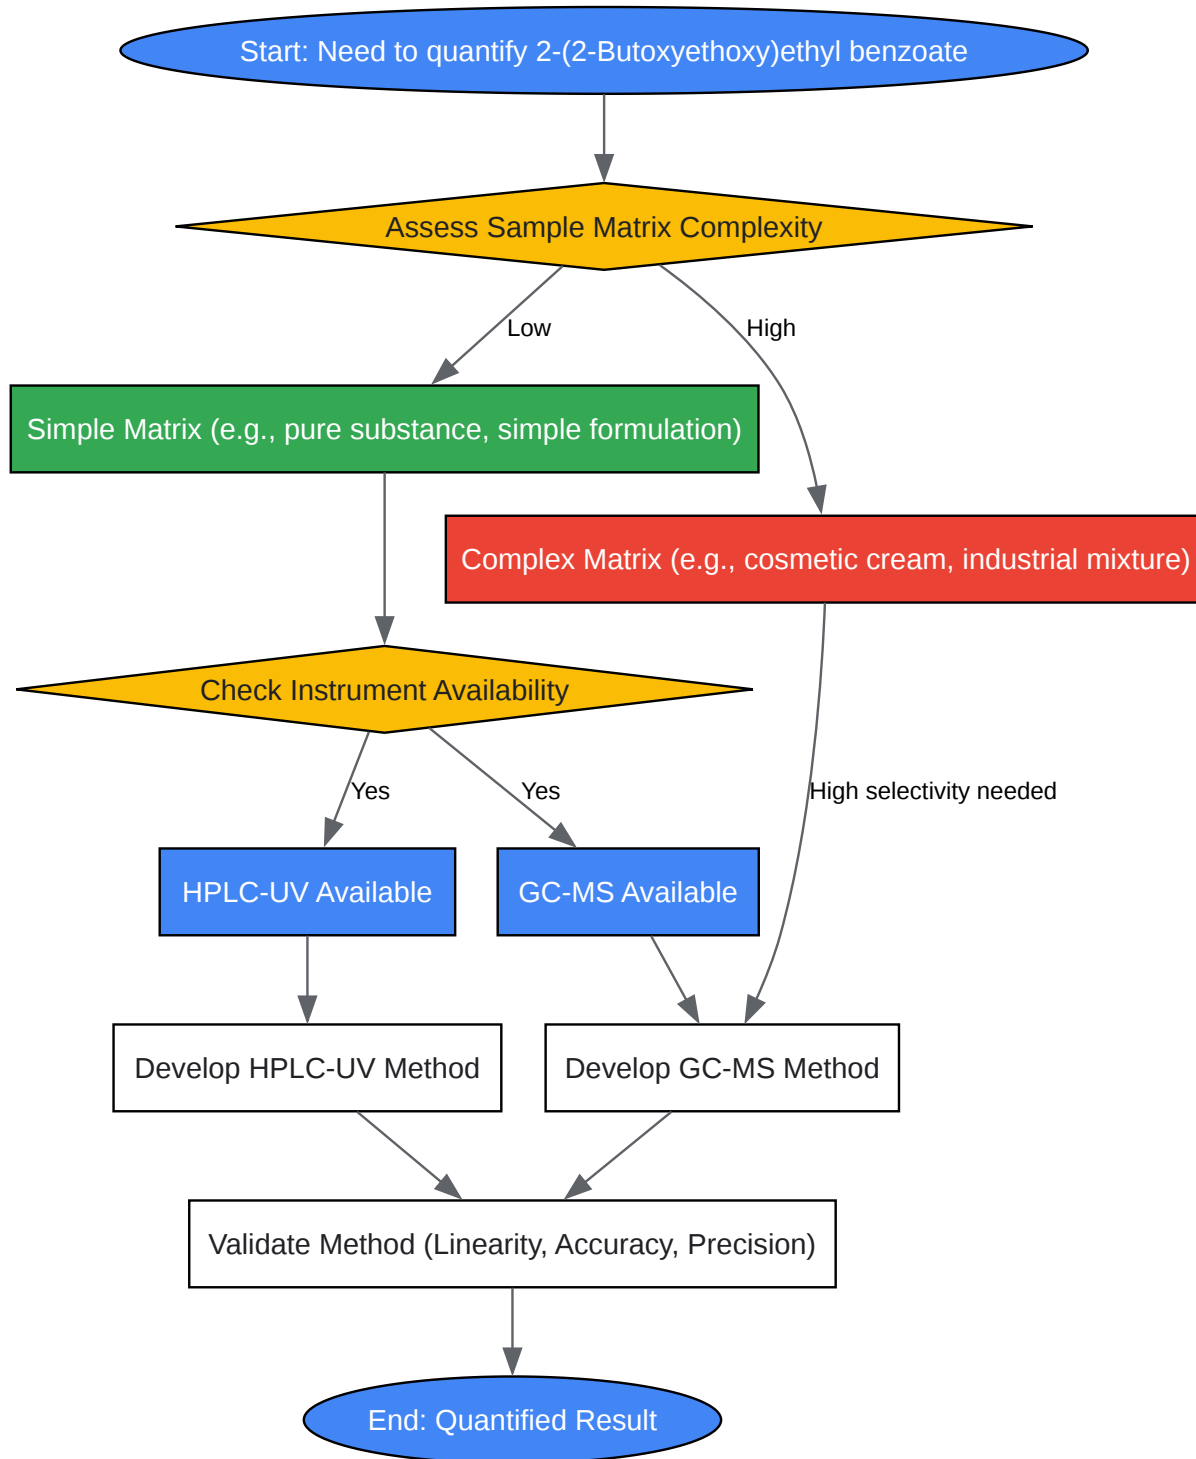 Start: Need to quantify 2-(2-Butoxyethoxy)ethyl benzoate
Assess Sample Matrix Complexity
Low
High
Simple Matrix (e.g., pure substance, simple formulation)
Complex Matrix (e.g., cosmetic cream, industrial mixture)
Check Instrument Availability
Yes
Yes
High selectivity needed
HPLC-UV Available
GC-MS Available
Develop HPLC-UV Method
Develop GC-MS Method
Validate Method (Linearity, Accuracy, Precision)
End: Quantified Result